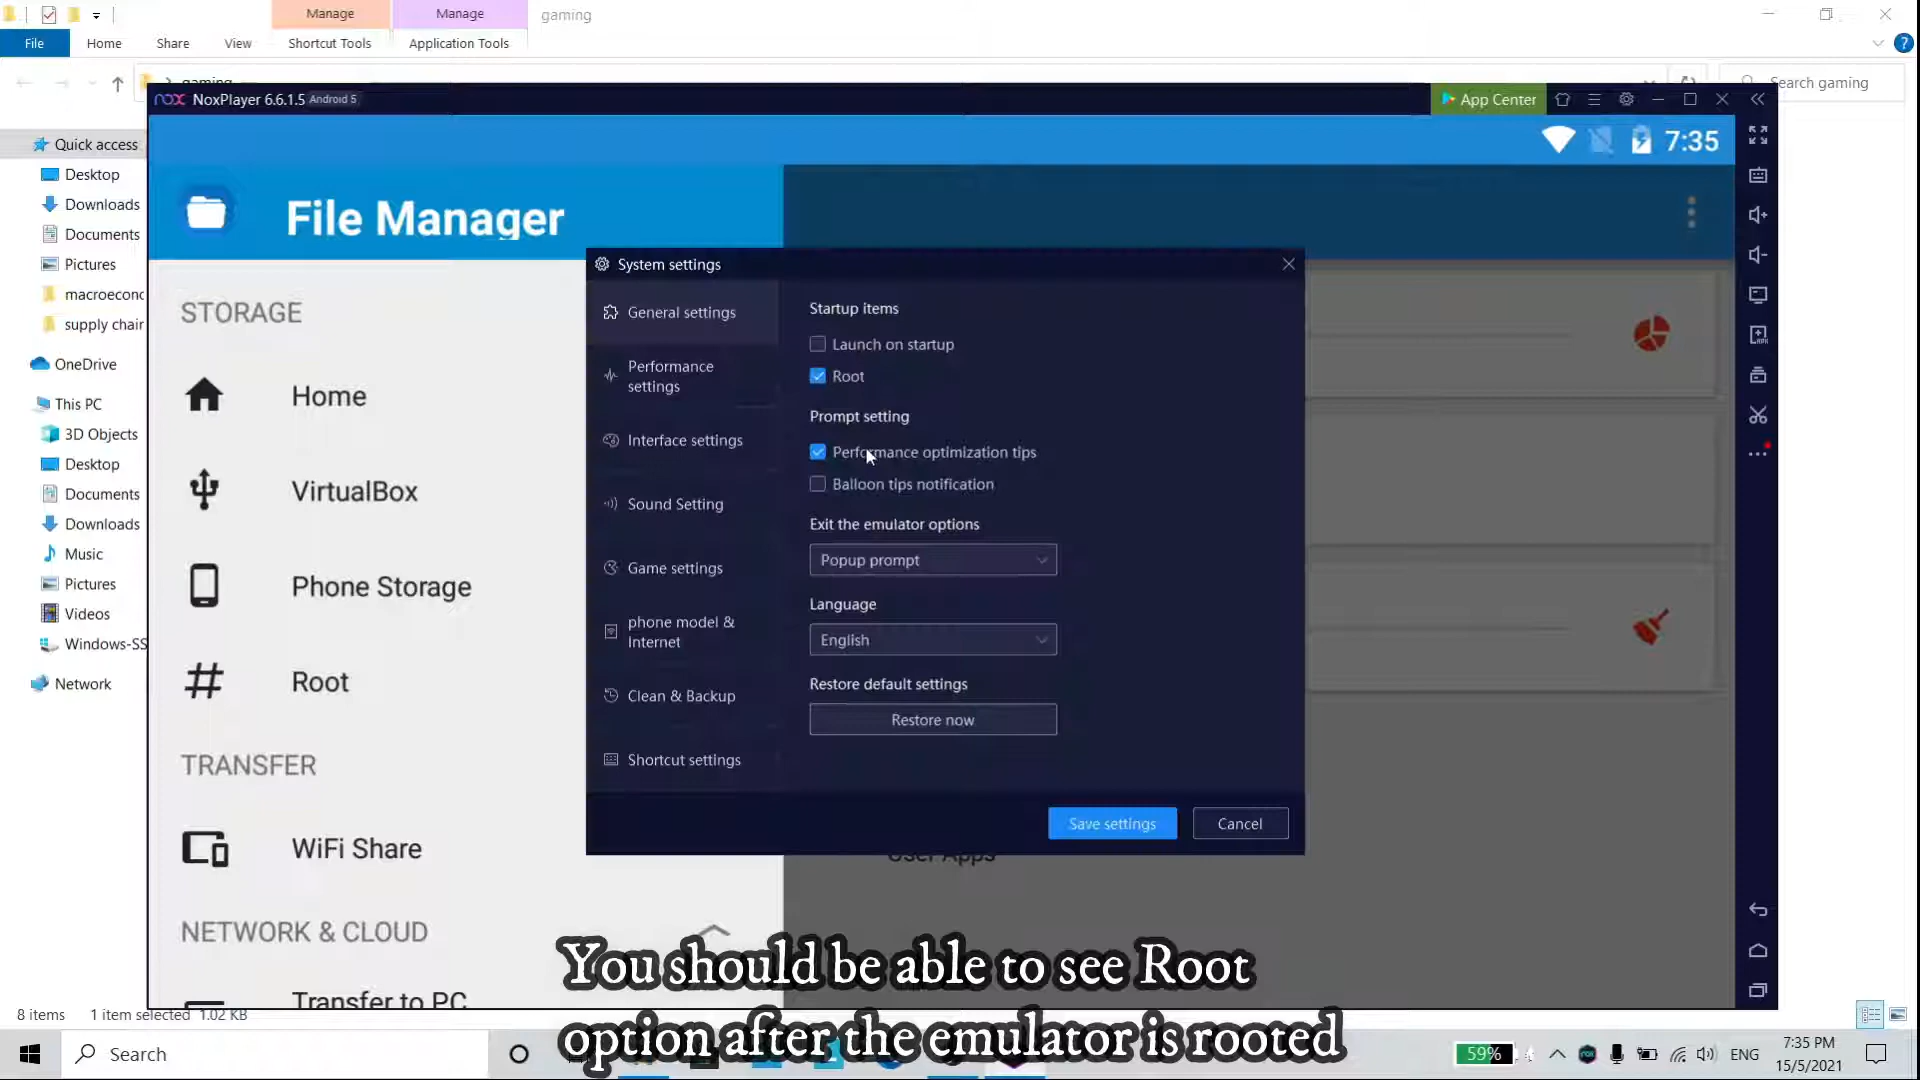 Manage
Manage
gaming
File
Home
Share
View
Shortcut Tools
Application Tools
gaming
Search gaming
nox NoxPlayer 6.6.1.5 Android 5
App Center
Quick access
Desktop
Downloads
Documents
Pictures
macroecond
supply chair
OneDrive
This PC
3D Objects
Desktop
Documents
Downloads
Music
Pictures
Videos
Windows-SS
Network
7:35
File Manager
STORAGE
Home
VirtualBox
Phone Storage
Root
TRANSFER
WiFi Share
NETWORK & CLOUD
Transfer to PC
System settings
General settings
Performance
settings
Interface settings
Sound Setting
Game settings
phone model &
Internet
Clean & Backup
Shortcut settings
Startup items
Launch on startup
Root
Prompt setting
Performance optimization tips
Balloon tips notification
Exit the emulator options
Popup prompt
Language
English
Restore default settings
Restore now
Save settings
Cancel
User Apps
You should be able to see Root
option after the emulator is rooted
8 items
1 item selected 1.02 KB
Search
59%
ENG
7:35 PM
15/5/2021